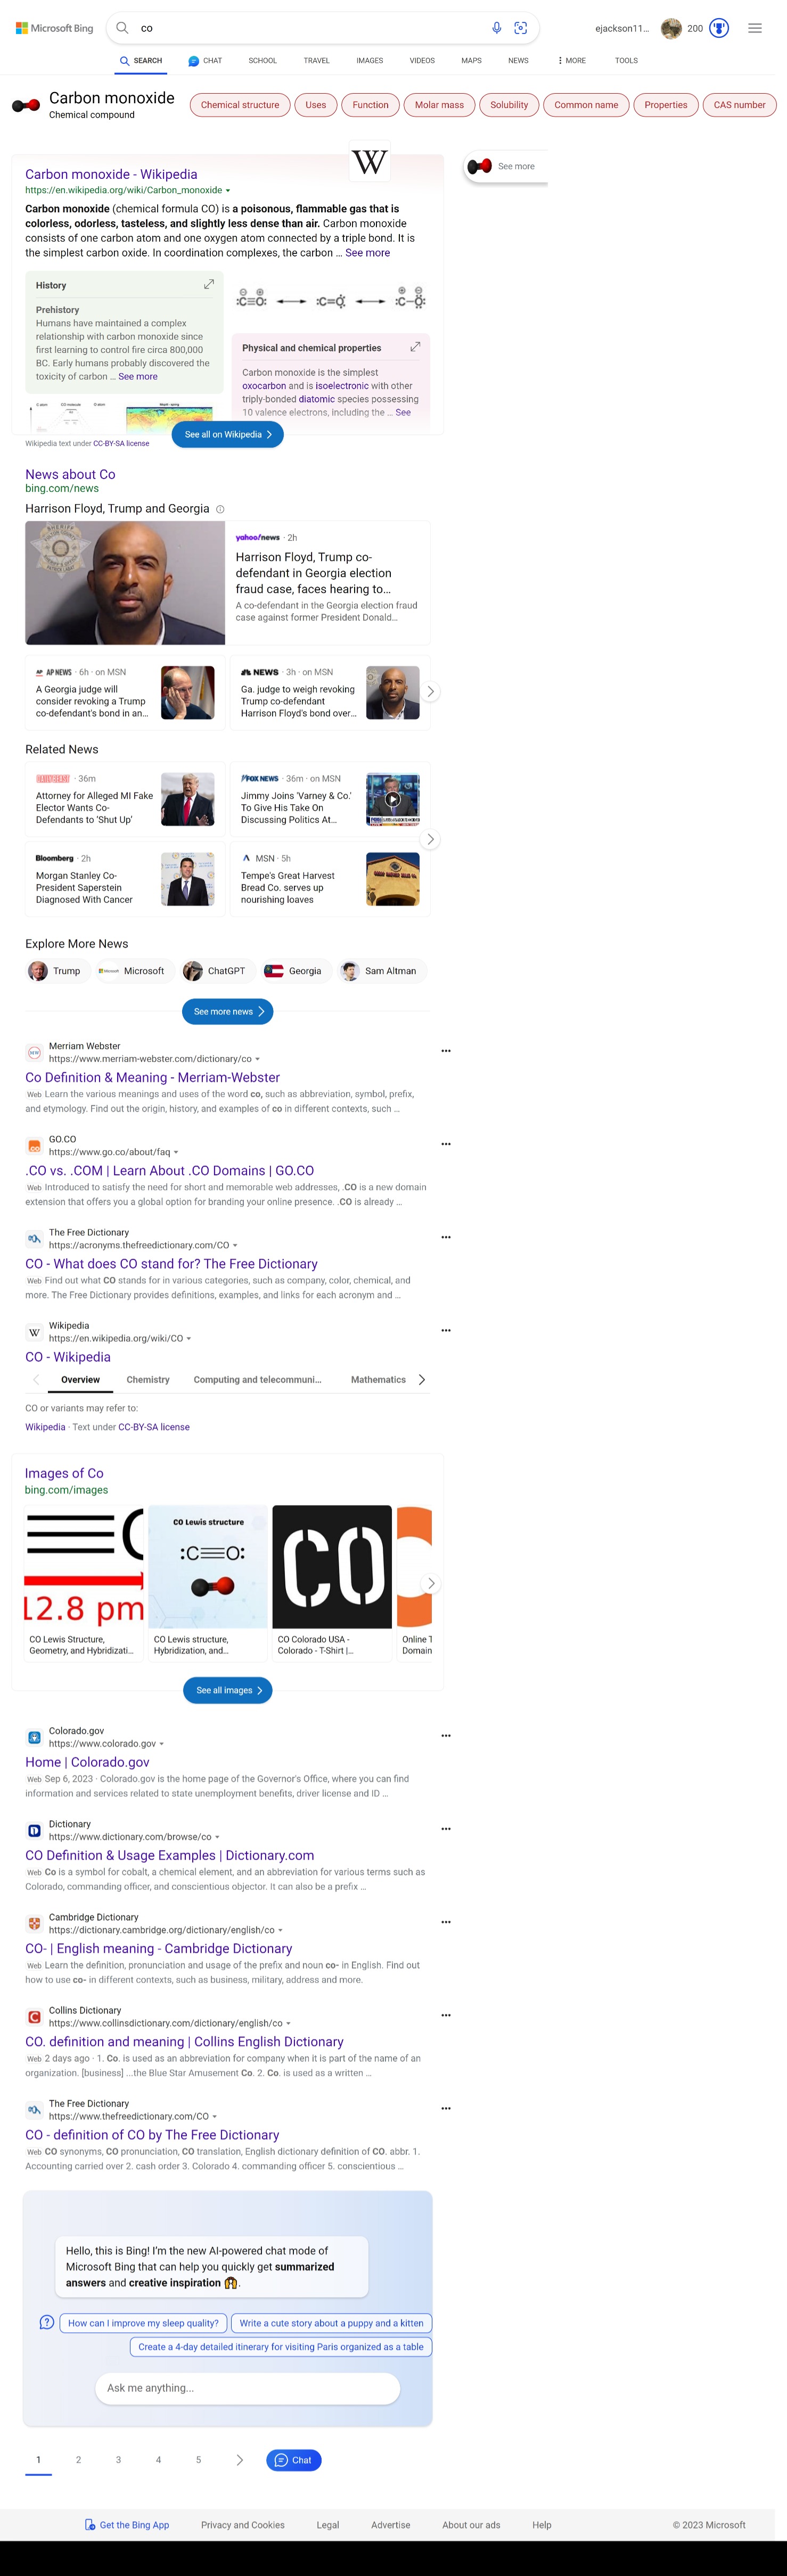 Microsoft Bing
co
ejackson11...
200
SEARCH CHAT SCHOOL TRAVEL IMAGES VIDEOS MAPS NEWS MORE TOOLS
Carbon monoxide
Chemical compound
Chemical structure Uses Function Molar mass Solubility Common name Properties CAS number
W
See more
Carbon monoxide - Wikipedia
https://en.wikipedia.org/wiki/Carbon_monoxide
Carbon monoxide (chemical formula CO) is a poisonous, flammable gas that is
colorless, odorless, tasteless, and slightly less dense than air. Carbon monoxide
consists of one carbon atom and one oxygen atom connected by a triple bond. It is
the simplest carbon oxide. In coordination complexes, the carbon ... See more
History
Prehistory
Humans have maintained a complex
relationship with carbon monoxide since
first learning to control fire circa 800,000
BC. Early humans probably discovered the
toxicity of carbon ... See more
Physical and chemical properties
Carbon monoxide is the simplest
oxocarbon and is isoelectronic with other
triply-bonded diatomic species possessing
10 valence electrons, including the ... See
See all on Wikipedia
Wikipedia text under CC-BY-SA license
News about Co
bing.com/news
Harrison Floyd, Trump and Georgia
yahoo!news · 2h
Harrison Floyd, Trump co-
defendant in Georgia election
fraud case, faces hearing to...
A co-defendant in the Georgia election fraud
case against former President Donald...
AP AP NEWS · 6h · on MSN
A Georgia judge will
consider revoking a Trump
co-defendant's bond in an...
NEWS · 3h · on MSN
Ga. judge to weigh revoking
Trump co-defendant
Harrison Floyd's bond over...
Related News
36m
Attorney for Alleged MI Fake
Elector Wants Co-
Defendants to 'Shut Up'
FOX NEWS · 36m · on MSN
Jimmy Joins 'Varney & Co.'
To Give His Take On
Discussing Politics At...
Bloomberg · 2h
Morgan Stanley Co-
President Saperstein
Diagnosed With Cancer
MSN · 5h
Tempe's Great Harvest
Bread Co. serves up
nourishing loaves
Explore More News
Trump Microsoft ChatGPT Georgia Sam Altman
See more news
Merriam Webster
https://www.merriam-webster.com/dictionary/co
Co Definition & Meaning - Merriam-Webster
Web Learn the various meanings and uses of the word co, such as abbreviation, symbol, prefix,
and etymology. Find out the origin, history, and examples of co in different contexts, such ...
GO.CO
https://www.go.co/about/faq
.CO vs. .COM | Learn About .CO Domains | GO.CO
Web Introduced to satisfy the need for short and memorable web addresses, .CO is a new domain
extension that offers you a global option for branding your online presence. .CO is already ...
The Free Dictionary
https://acronyms.thefreedictionary.com/CO
CO - What does CO stand for? The Free Dictionary
Web Find out what CO stands for in various categories, such as company, color, chemical, and
more. The Free Dictionary provides definitions, examples, and links for each acronym and ...
Wikipedia
https://en.wikipedia.org/wiki/CO
CO - Wikipedia
Overview Chemistry Computing and telecommuni... Mathematics
CO or variants may refer to:
Wikipedia · Text under CC-BY-SA license
Images of Co
bing.com/images
12.8 pm
CO Lewis structure
:C≡O:
CO
CO Lewis Structure,
Geometry, and Hybridizati...
CO Lewis structure,
Hybridization, and...
CO Colorado USA -
Colorado - T-Shirt |...
Online T
Domain
See all images
Colorado.gov
https://www.colorado.gov
Home | Colorado.gov
Web Sep 6, 2023 · Colorado.gov is the home page of the Governor's Office, where you can find
information and services related to state unemployment benefits, driver license and ID ...
Dictionary
https://www.dictionary.com/browse/co
CO Definition & Usage Examples | Dictionary.com
Web Co is a symbol for cobalt, a chemical element, and an abbreviation for various terms such as
Colorado, commanding officer, and conscientious objector. It can also be a prefix ...
Cambridge Dictionary
https://dictionary.cambridge.org/dictionary/english/co
CO- | English meaning - Cambridge Dictionary
Web Learn the definition, pronunciation and usage of the prefix and noun co- in English. Find out
how to use co- in different contexts, such as business, military, address and more.
Collins Dictionary
https://www.collinsdictionary.com/dictionary/english/co
CO. definition and meaning | Collins English Dictionary
Web 2 days ago · 1. Co. is used as an abbreviation for company when it is part of the name of an
organization. [business] ...the Blue Star Amusement Co. 2. Co. is used as a written ...
The Free Dictionary
https://www.thefreedictionary.com/CO
CO - definition of CO by The Free Dictionary
Web CO synonyms, CO pronunciation, CO translation, English dictionary definition of CO. abbr. 1.
Accounting carried over 2. cash order 3. Colorado 4. commanding officer 5. conscientious ...
Hello, this is Bing! I'm the new AI-powered chat mode of
Microsoft Bing that can help you quickly get summarized
answers and creative inspiration.
How can I improve my sleep quality? Write a cute story about a puppy and a kitten
Create a 4-day detailed itinerary for visiting Paris organized as a table
Ask me anything...
1 2 3 4 5 Chat
Get the Bing App Privacy and Cookies Legal Advertise About our ads Help © 2023 Microsoft